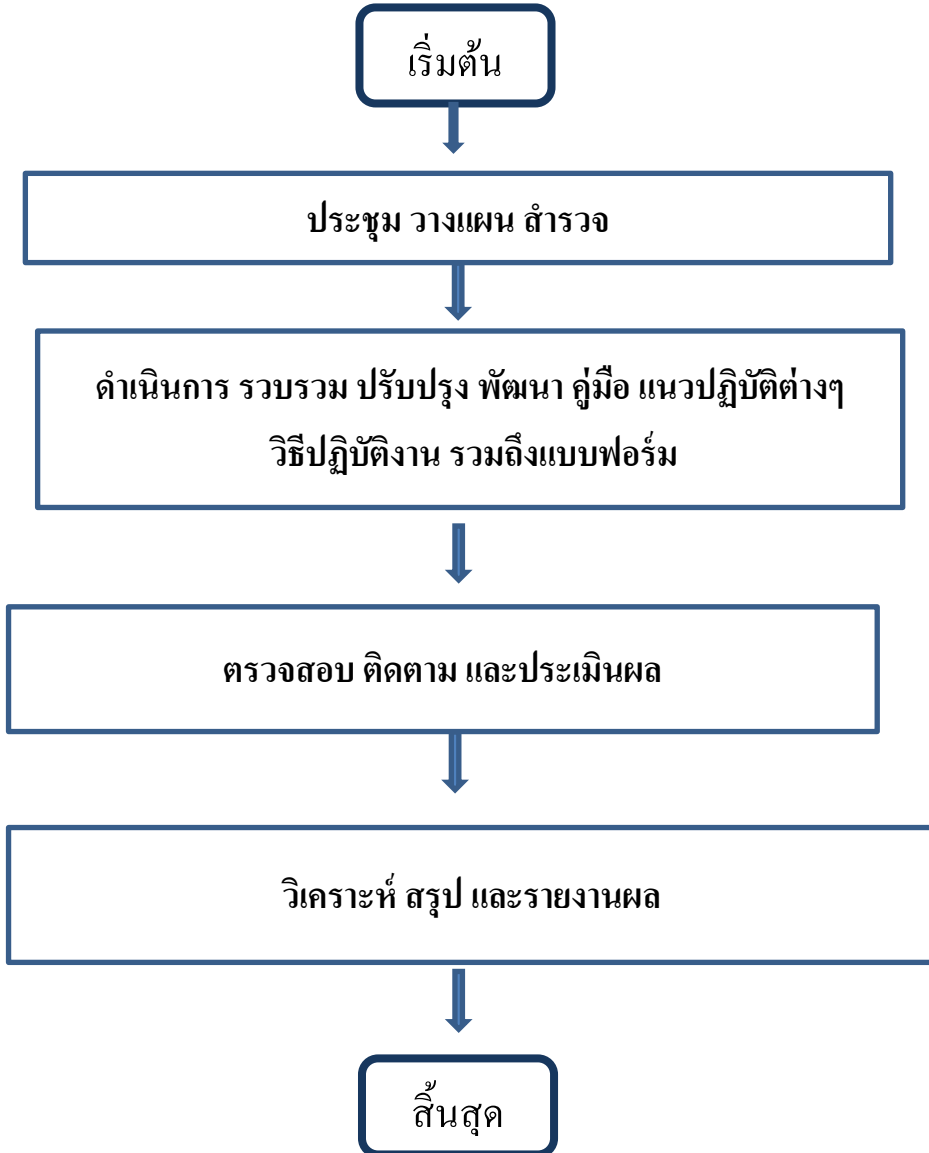 เริ่มต้น
ประชุม วางแผน สำรวจ
ดำเนินการ รวบรวม ปรับปรุง พัฒนา คู่มือ แนวปฏิบัติต่างๆ
วิธีปฏิบัติงาน รวมถึงแบบฟอร์ม
ตรวจสอบ ติดตาม และประเมินผล
วิเคราะห์ สรุป และรายงานผล
สิ้นสุด